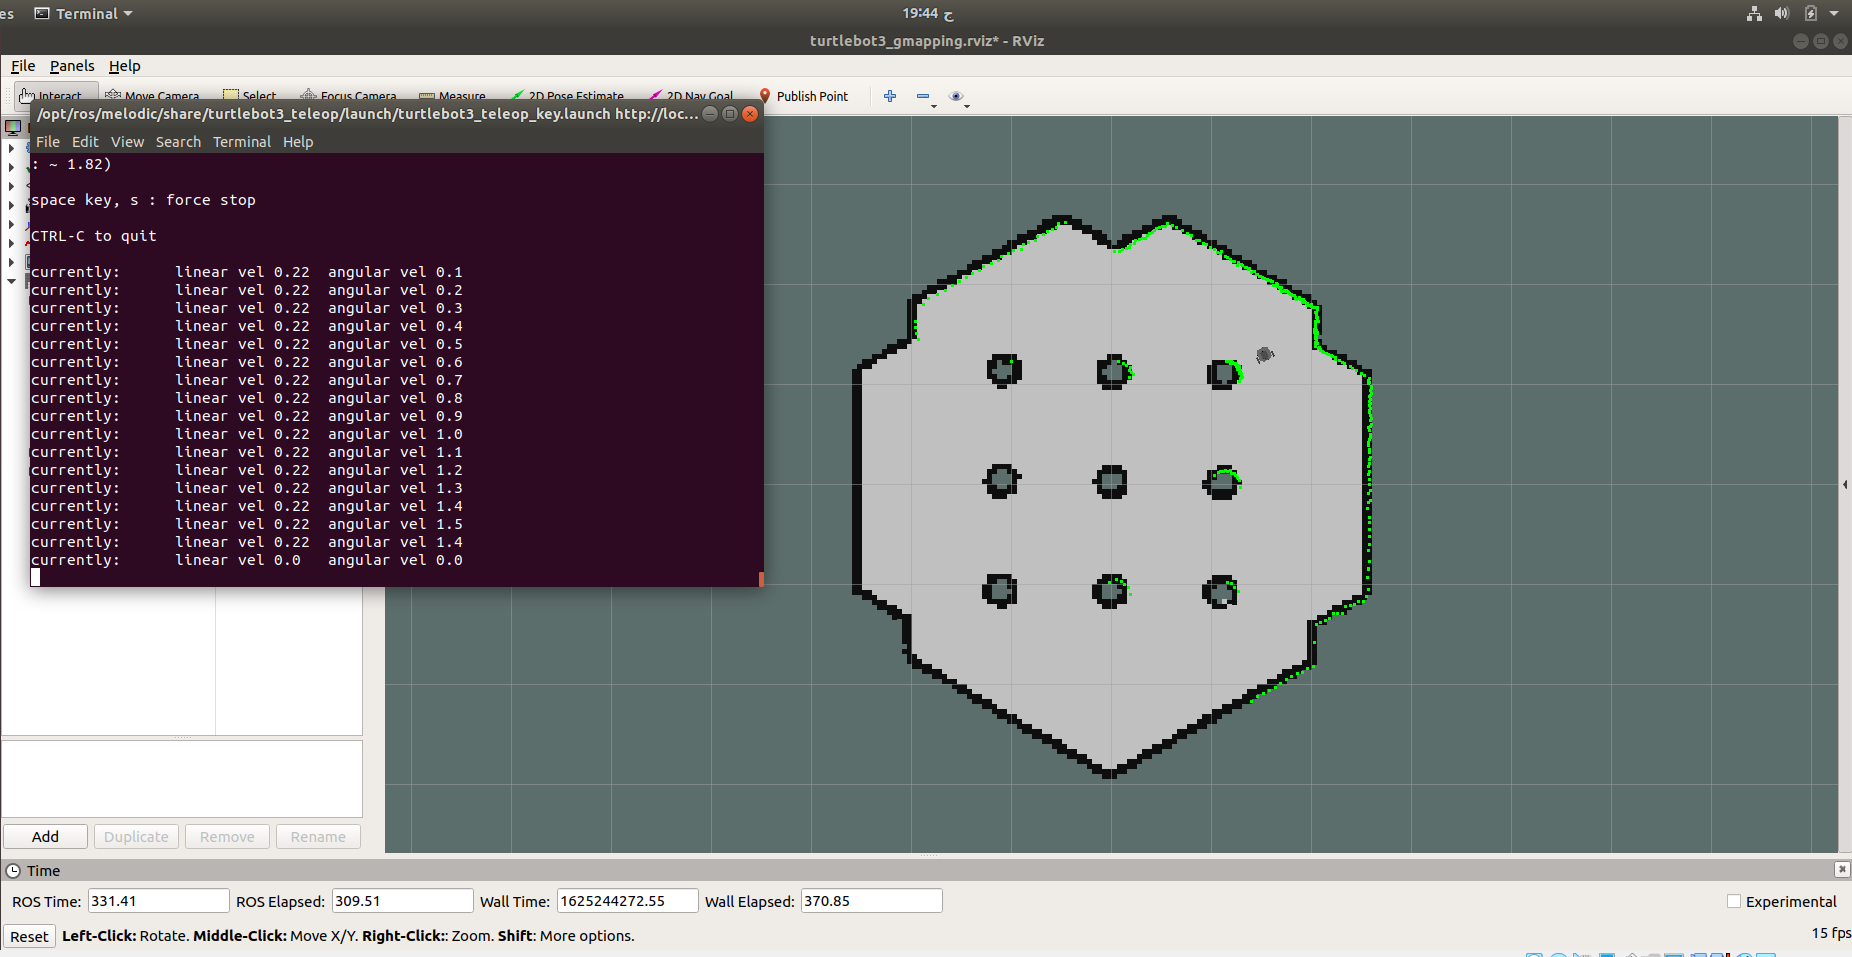 es Terminal 19:44 ح
turtlebot3_gmapping.rviz* - RViz
File Panels Help
Interact Move Camera Select Focus Camera Measure 2D Pose Estimate 2D Nav Goal Publish Point
/opt/ros/melodic/share/turtlebot3_teleop/launch/turtlebot3_teleop_key.launch http://loc...
File Edit View Search Terminal Help
: ~ 1.82)
space key, s : force stop
CTRL-C to quit
currently: linear vel 0.22 angular vel 0.1
currently: linear vel 0.22 angular vel 0.2
currently: linear vel 0.22 angular vel 0.3
currently: linear vel 0.22 angular vel 0.4
currently: linear vel 0.22 angular vel 0.5
currently: linear vel 0.22 angular vel 0.6
currently: linear vel 0.22 angular vel 0.7
currently: linear vel 0.22 angular vel 0.8
currently: linear vel 0.22 angular vel 0.9
currently: linear vel 0.22 angular vel 1.0
currently: linear vel 0.22 angular vel 1.1
currently: linear vel 0.22 angular vel 1.2
currently: linear vel 0.22 angular vel 1.3
currently: linear vel 0.22 angular vel 1.4
currently: linear vel 0.22 angular vel 1.5
currently: linear vel 0.22 angular vel 1.4
currently: linear vel 0.0 angular vel 0.0
Add Duplicate Remove Rename
Time
ROS Time: 331.41 ROS Elapsed: 309.51 Wall Time: 1625244272.55 Wall Elapsed: 370.85 Experimental
Reset Left-Click: Rotate. Middle-Click: Move X/Y. Right-Click:: Zoom. Shift: More options. 15 fps